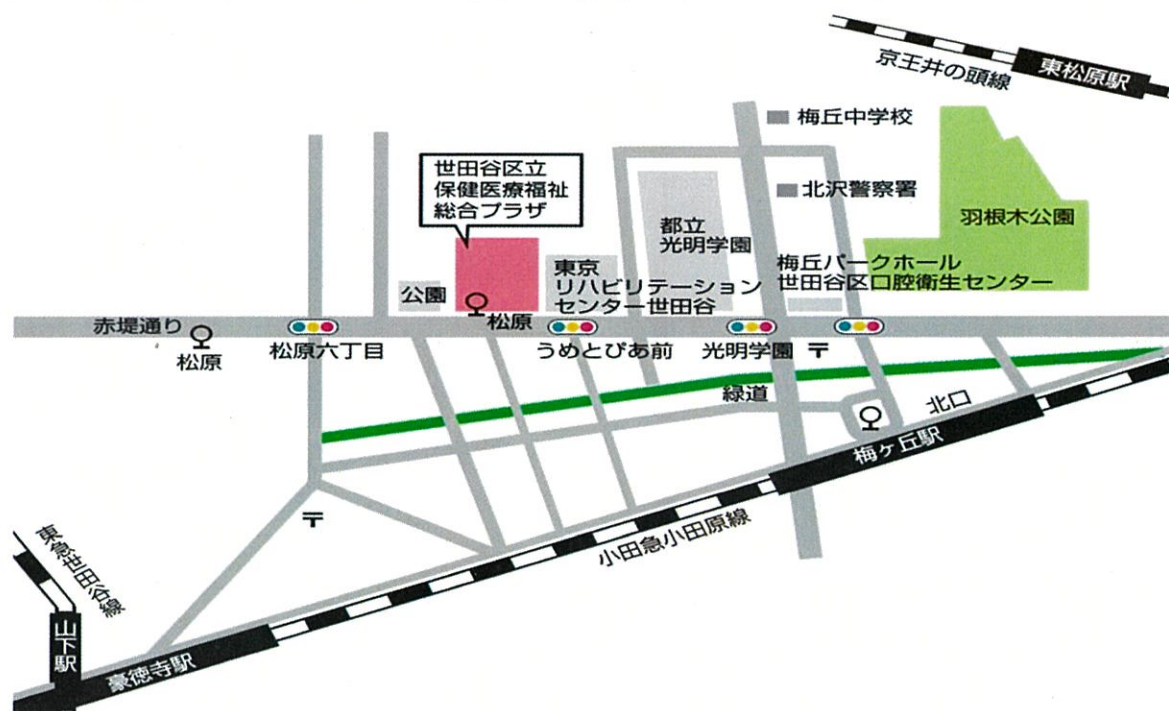 京王井の頭線
東松原駅
梅丘中学校
世田谷区立
保健医療福祉
総合プラザ
北沢警察署
羽根木公園
都立
光明学園
東京
リハビリテーション
センター世田谷
梅丘パークホール
世田谷区口腔衛生センター
公園
松原
赤堤通り
松原
松原六丁目
うめとぴあ前
光明学園
〒
緑道
北口
梅ヶ丘駅
〒
小田急小田原線
東急世田谷線
山下駅
豪徳寺駅